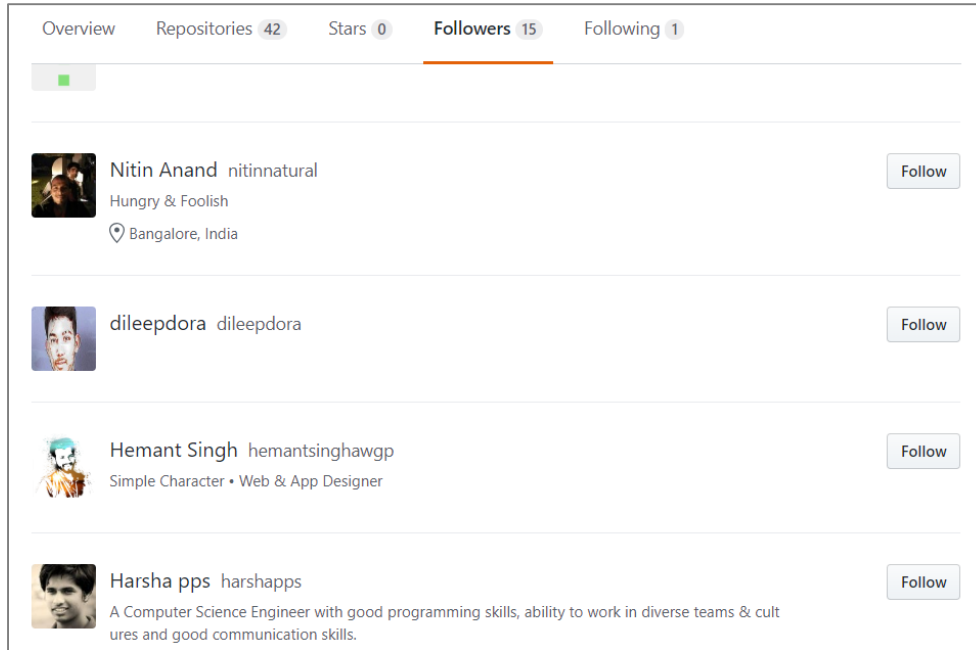 Overview Repositories 42 Stars 0 Followers 15 Following 1
Nitin Anand nitinnatural
Follow
Hungry & Foolish
Bangalore, India
dileepdora dileepdora
Follow
Hemant Singh hemantsinghawgp
Follow
Simple Character • Web & App Designer
Harsha pps harshapps
Follow
A Computer Science Engineer with good programming skills, ability to work in diverse teams & cult
ures and good communication skills.